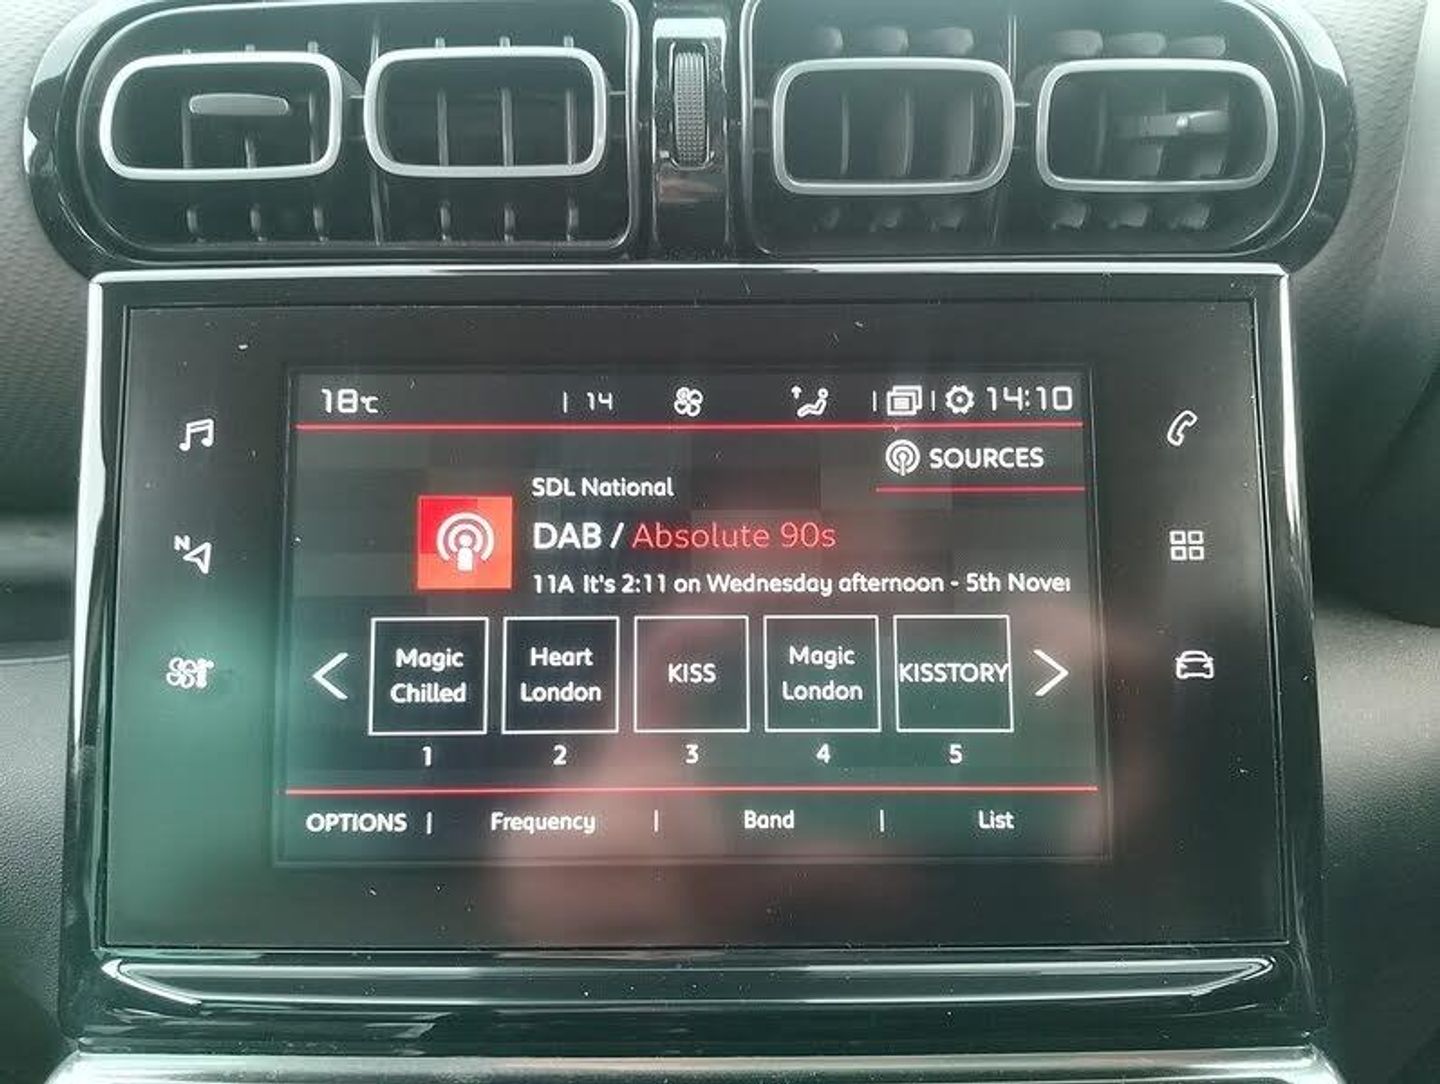 18°C | 14 | | 14:10
SOURCES
SDL National
DAB / Absolute 90s
11A It's 2:11 on Wednesday afternoon - 5th Nove
N
Magic Chilled
Heart London
KISS
Magic London
KISSTORY
1 2 3 4 5
OPTIONS | Frequency | Band | List